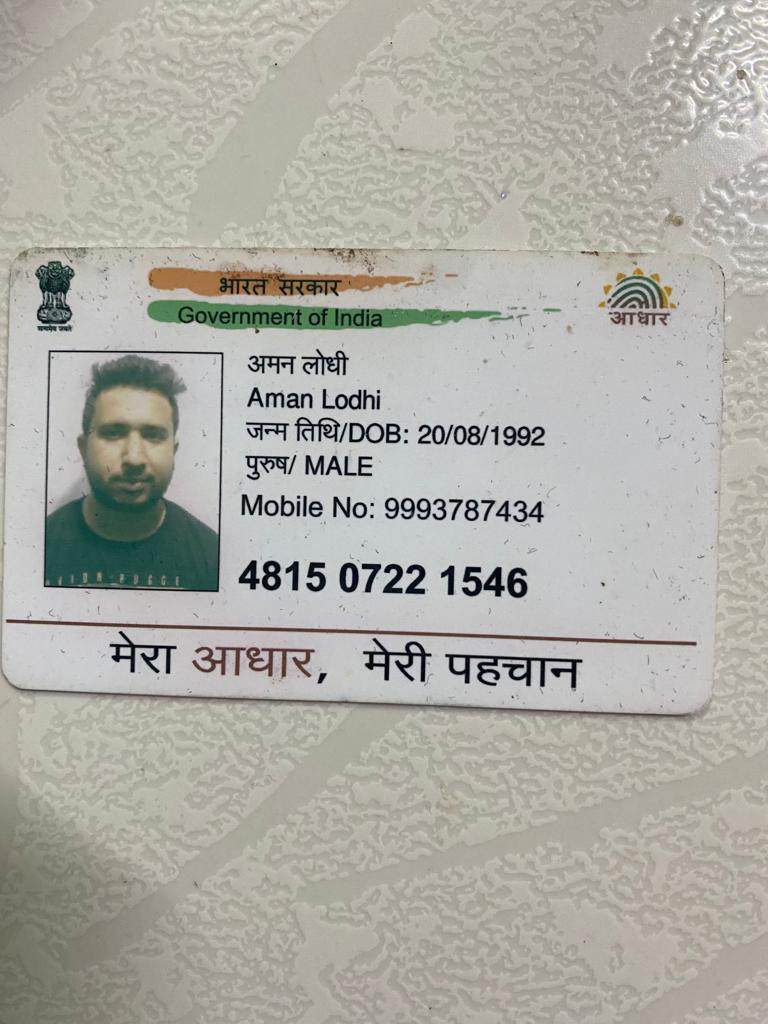 भारत सरकार
Government of India
आधार
सत्यमेव जयते
अमन लोधी
Aman Lodhi
जन्म तिथि/DOB: 20/08/1992
पुरुष/ MALE
Mobile No: 9993787434
4815 0722 1546
मेरा आधार, मेरी पहचान